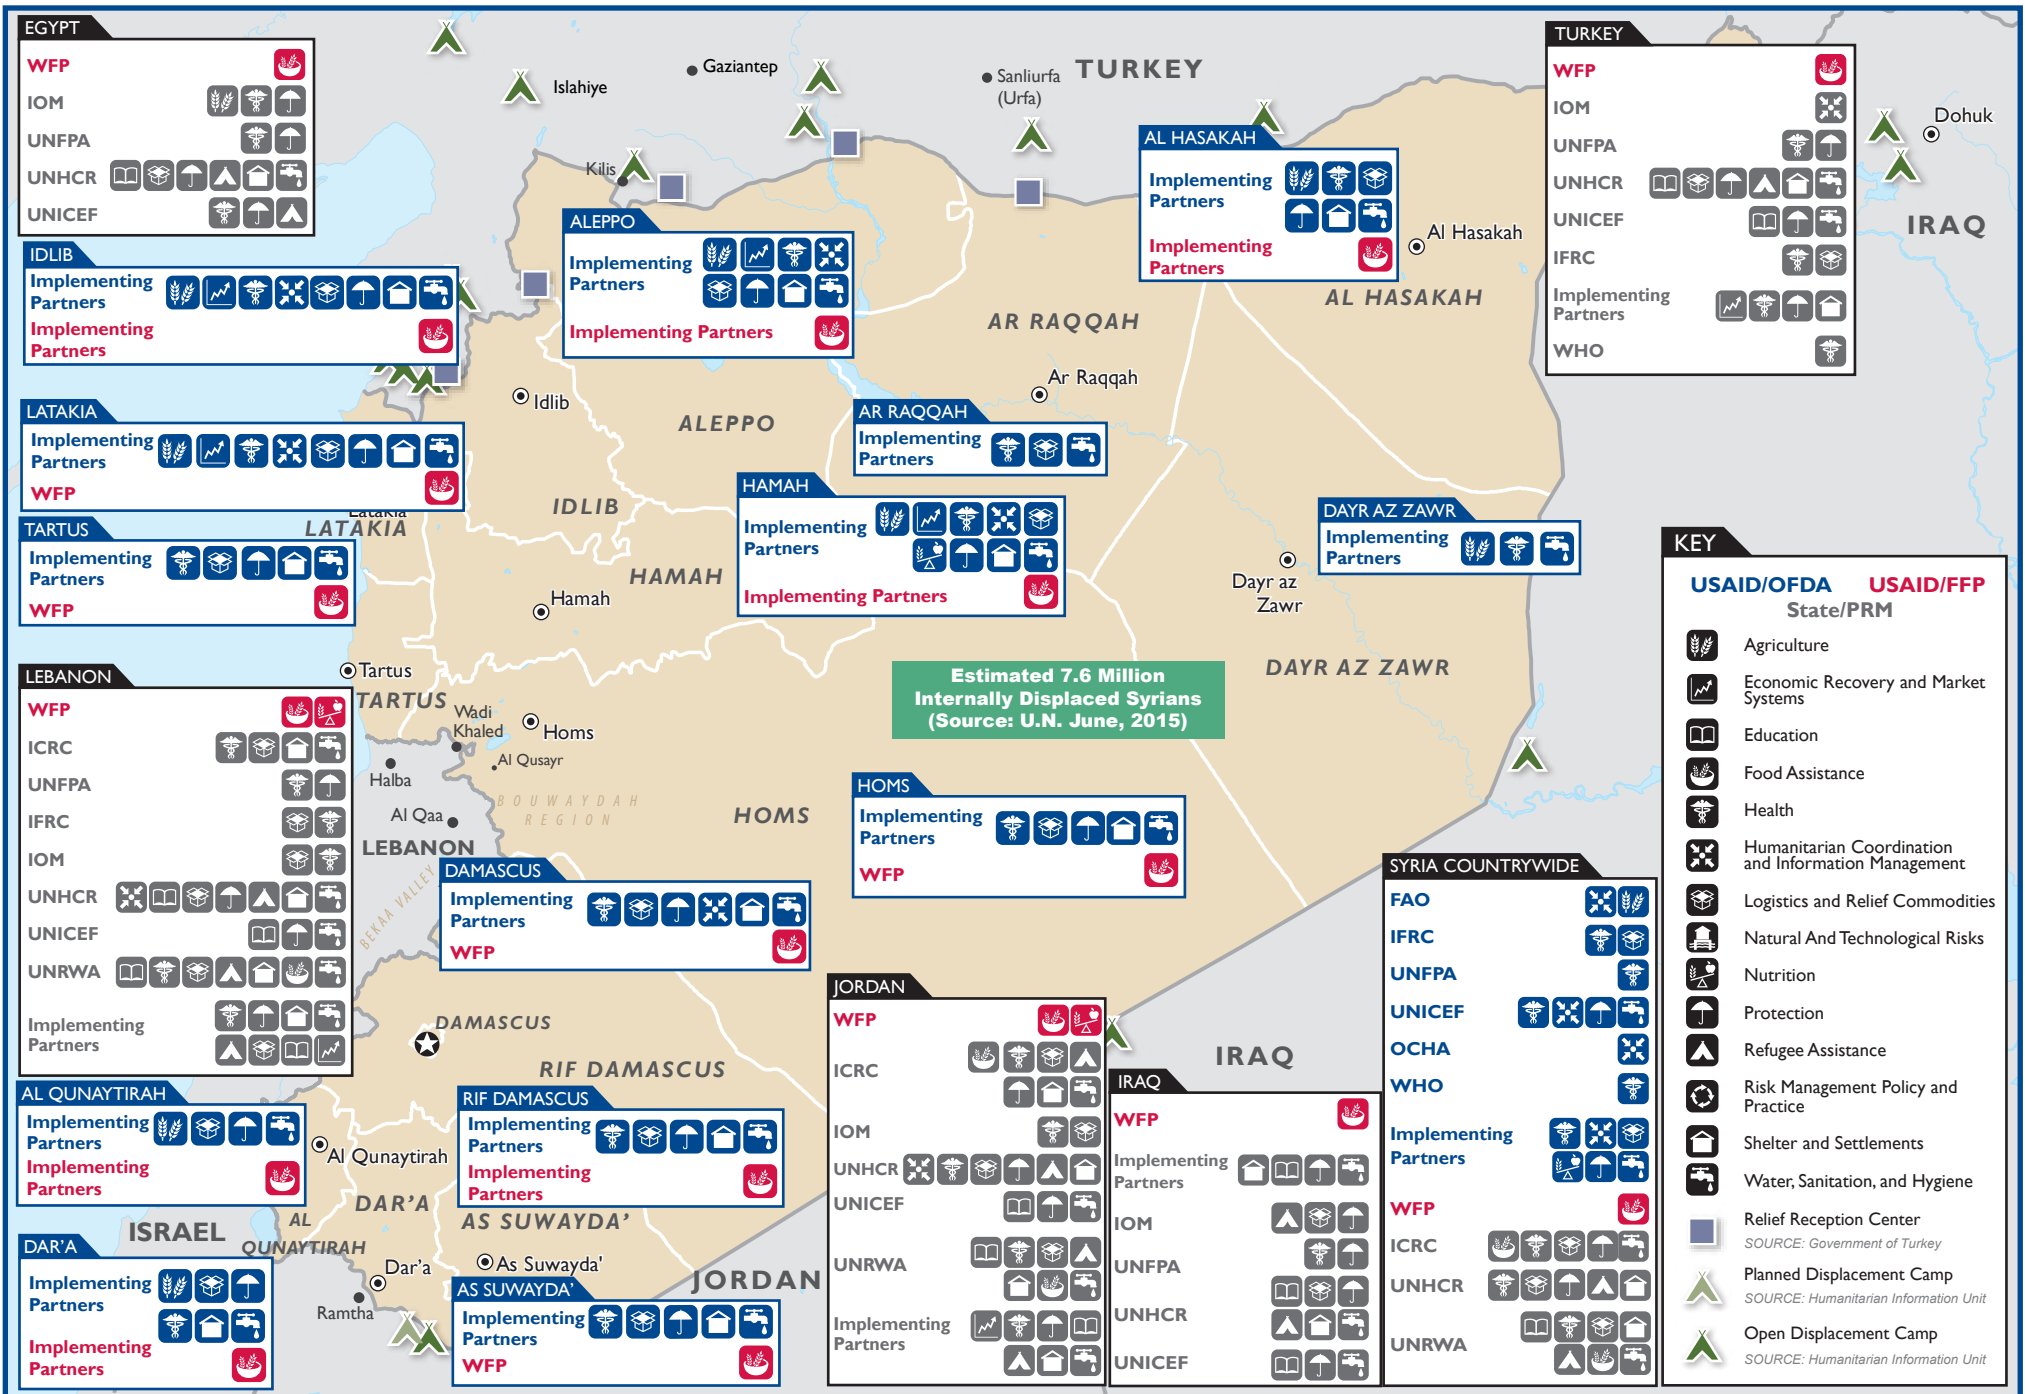 EGYPT
WFP
IOM
UNFPA
UNHCR
UNICEF
IDLIB
Implementing
Partners
Implementing
Partners
LATAKIA
Implementing
Partners
WFP
TARTUS
Implementing
Partners
WFP
LEBANON
WFP
ICRC
UNFPA
IFRC
IOM
UNHCR
UNICEF
UNRWA
Implementing
Partners
AL QUNAYTIRAH
Implementing
Partners
Implementing
Partners
DAR'A
Implementing
Partners
Implementing
Partners
ALEPPO
Implementing
Partners
Implementing Partners
AL HASAKAH
Implementing
Partners
Implementing
Partners
AR RAQQAH
Implementing
Partners
HAMAH
Implementing
Partners
Implementing Partners
DAYR AZ ZAWR
Implementing
Partners
HOMS
Implementing
Partners
WFP
DAMASCUS
Implementing
Partners
WFP
RIF DAMASCUS
Implementing
Partners
Implementing
Partners
AS SUWAYDA'
Implementing
Partners
WFP
JORDAN
WFP
ICRC
IOM
UNHCR
UNICEF
UNRWA
Implementing
Partners
IRAQ
WFP
Implementing
Partners
IOM
UNFPA
UNHCR
UNICEF
SYRIA COUNTRYWIDE
FAO
IFRC
UNFPA
UNICEF
OCHA
WHO
Implementing
Partners
WFP
ICRC
UNHCR
UNRWA
TURKEY
WFP
IOM
UNFPA
UNHCR
UNICEF
IFRC
Implementing
Partners
WHO
KEY
USAID/OFDA USAID/FFP
State/PRM
Agriculture
Economic Recovery and Market
Systems
Education
Food Assistance
Health
Humanitarian Coordination
and Information Management
Logistics and Relief Commodities
Natural And Technological Risks
Nutrition
Protection
Refugee Assistance
Risk Management Policy and
Practice
Shelter and Settlements
Water, Sanitation, and Hygiene
Relief Reception Center
SOURCE: Government of Turkey
Planned Displacement Camp
SOURCE: Humanitarian Information Unit
Open Displacement Camp
SOURCE: Humanitarian Information Unit
Estimated 7.6 Million
Internally Displaced Syrians
(Source: U.N. June, 2015)
Islahiye
Gaziantep
Sanliurfa
(Urfa)
TURKEY
Kilis
Dohuk
IRAQ
Al Hasakah
AL HASAKAH
AR RAQQAH
Ar Raqqah
Idlib
ALEPPO
IDLIB
Latakia
LATAKIA
HAMAH
Hamah
Dayr az
Zawr
DAYR AZ ZAWR
Tartus
TARTUS
Wadi
Khaled
Homs
Al Qusayr
Halba
BOUWAYDAH
REGION
Al Qaa
HOMS
LEBANON
BEKAA VALLEY
DAMASCUS
RIF DAMASCUS
IRAQ
Al Qunaytirah
DAR'A
AS SUWAYDA'
AL
QUNAYTIRAH
ISRAEL
Dar'a
As Suwayda'
JORDAN
Ramtha